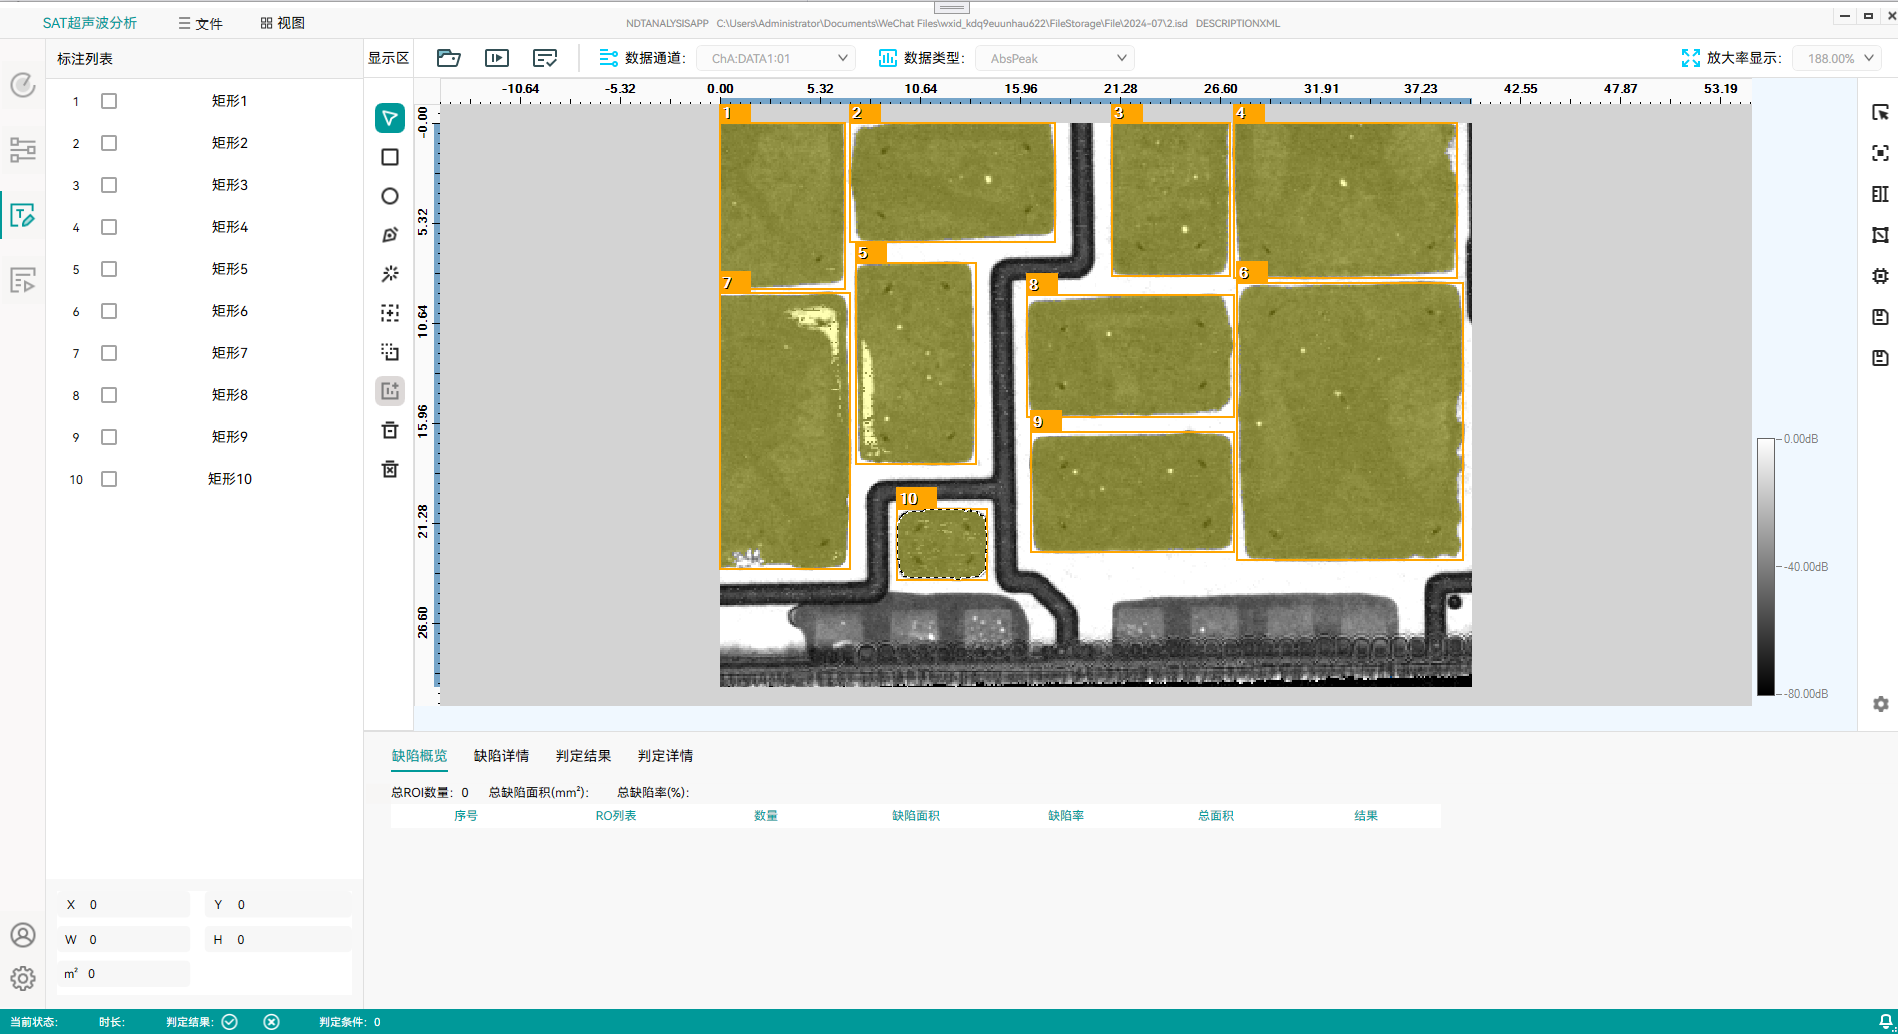 SAT超声波分析 文件 视图 NDTANALYSISAPP C:\Users\Administrator\Documents\WeChat Files\wxid_kdq9euunhau622\FileStorage\File\2024-07\2.isd DESCRIPTIONXML
标注列表 显示区 数据通道: ChA:DATA1:01 数据类型: AbsPeak 放大率显示: 188.00%
-10.64 -5.32 0.00 5.32 10.64 15.96 21.28 26.60 31.91 37.23 42.55 47.87 53.19
-0.00
5.32
10.64
15.96
21.28
26.60
1 矩形1
2 矩形2
3 矩形3
4 矩形4
5 矩形5
6 矩形6
7 矩形7
8 矩形8
9 矩形9
10 矩形10
1 2 3 4
5
6
7 8
9
10
0.00dB
-40.00dB
-80.00dB
缺陷概览 缺陷详情 判定结果 判定详情
总ROI数量: 0 总缺陷面积(mm²): 总缺陷率(%):
序号 RO列表 数量 缺陷面积 缺陷率 总面积 结果
X 0 Y 0
W 0 H 0
m² 0
当前状态: 时长: 判定结果: 判定条件: 0